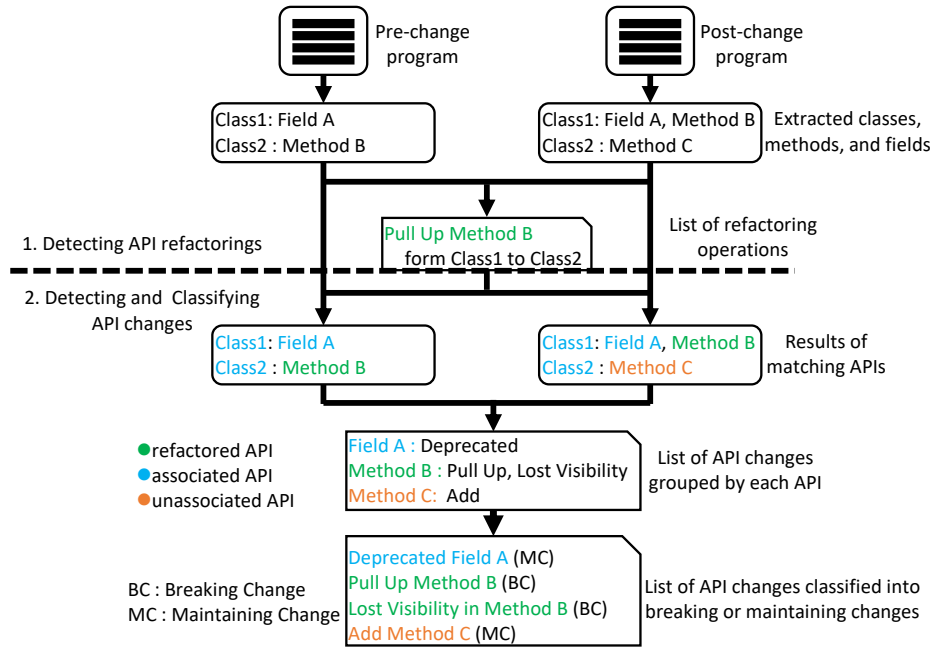 Pre-change
program
Post-change
program
Class1: Field A
Class2 : Method B
Class1: Field A, Method B
Class2 : Method C
Extracted classes,
methods, and fields
Pull Up Method B
form Class1 to Class2
List of refactoring
operations
1. Detecting API refactorings
2. Detecting and Classifying
API changes
Class1: Field A
Class2 : Method B
Class1: Field A, Method B
Class2 : Method C
Results of
matching APIs
refactored API
associated API
unassociated API
Field A : Deprecated
Method B : Pull Up, Lost Visibility
Method C: Add
List of API changes
grouped by each API
BC : Breaking Change
MC : Maintaining Change
Deprecated Field A (MC)
Pull Up Method B (BC)
Lost Visibility in Method B (BC)
Add Method C (MC)
List of API changes classified into
breaking or maintaining changes